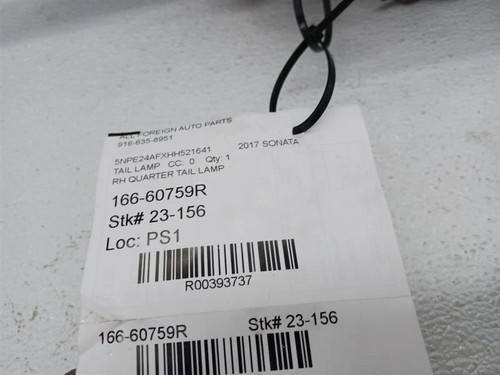 ALL FOREIGN AUTO PARTS
916-635-8951
5NPE24AFXHH521641 2017 SONATA
TAIL LAMP CC: 0 Qty: 1
RH QUARTER TAIL LAMP
166-60759R
Stk# 23-156
Loc: PS1
R00393737
166-60759R Stk# 23-156